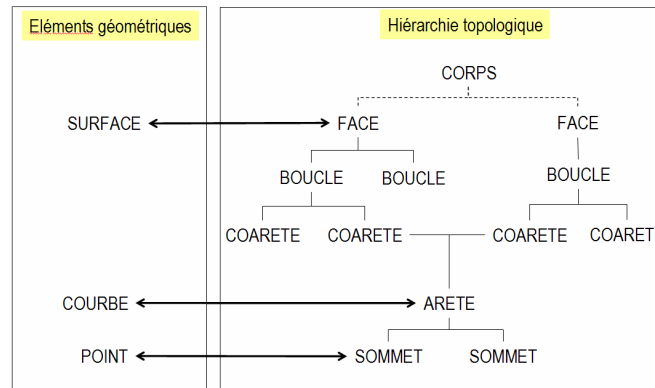 Eléments géométriques
Hiérarchie topologique
CORPS
SURFACE FACE FACE
BOUCLE BOUCLE BOUCLE
COARETE COARETE COARETE COARET
COURBE ARETE
POINT SOMMET SOMMET